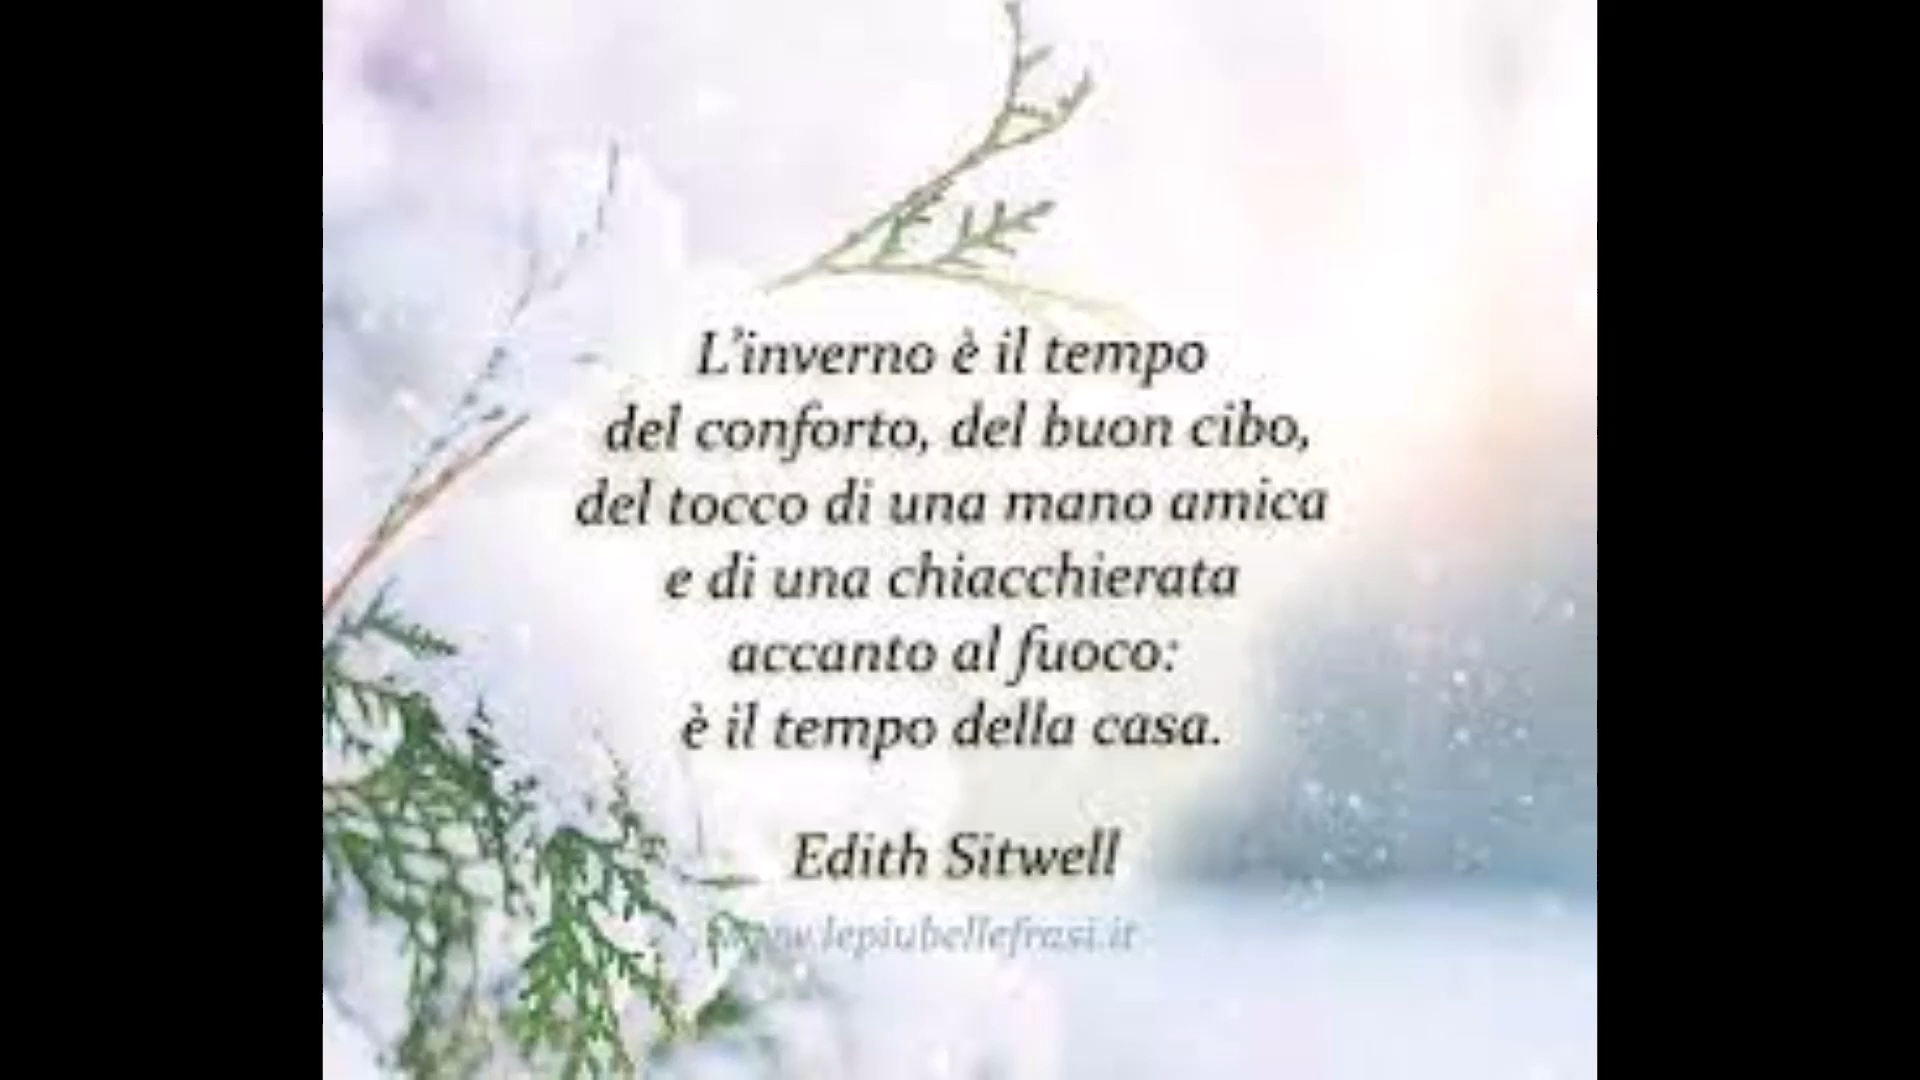 L'inverno è il tempo
del conforto, del buon cibo,
del tocco di una mano amica
e di una chiacchierata
accanto al fuoco:
è il tempo della casa.
Edith Sitwell
www.lepiubellefrasi.it